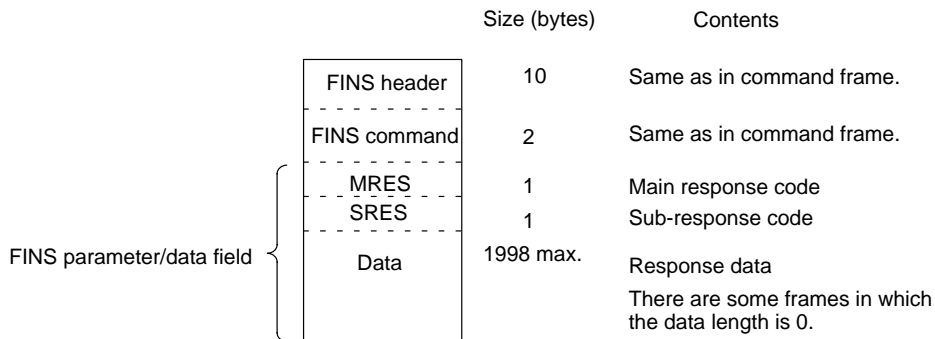 Size (bytes) Contents
FINS header 10 Same as in command frame.
FINS command 2 Same as in command frame.
MRES 1 Main response code
SRES 1 Sub-response code
FINS parameter/data field Data 1998 max. Response data
There are some frames in which
the data length is 0.